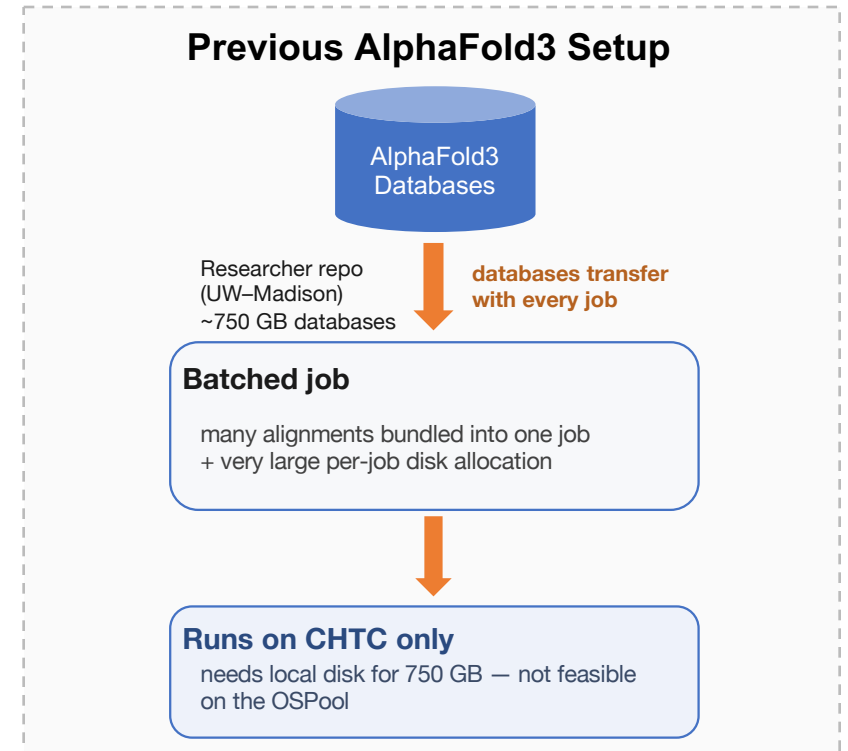 Previous AlphaFold3 Setup
AlphaFold3
Databases
Researcher repo
(UW–Madison)
~750 GB databases
databases transfer
with every job
Batched job
many alignments bundled into one job
+ very large per-job disk allocation
Runs on CHTC only
needs local disk for 750 GB — not feasible
on the OSPool